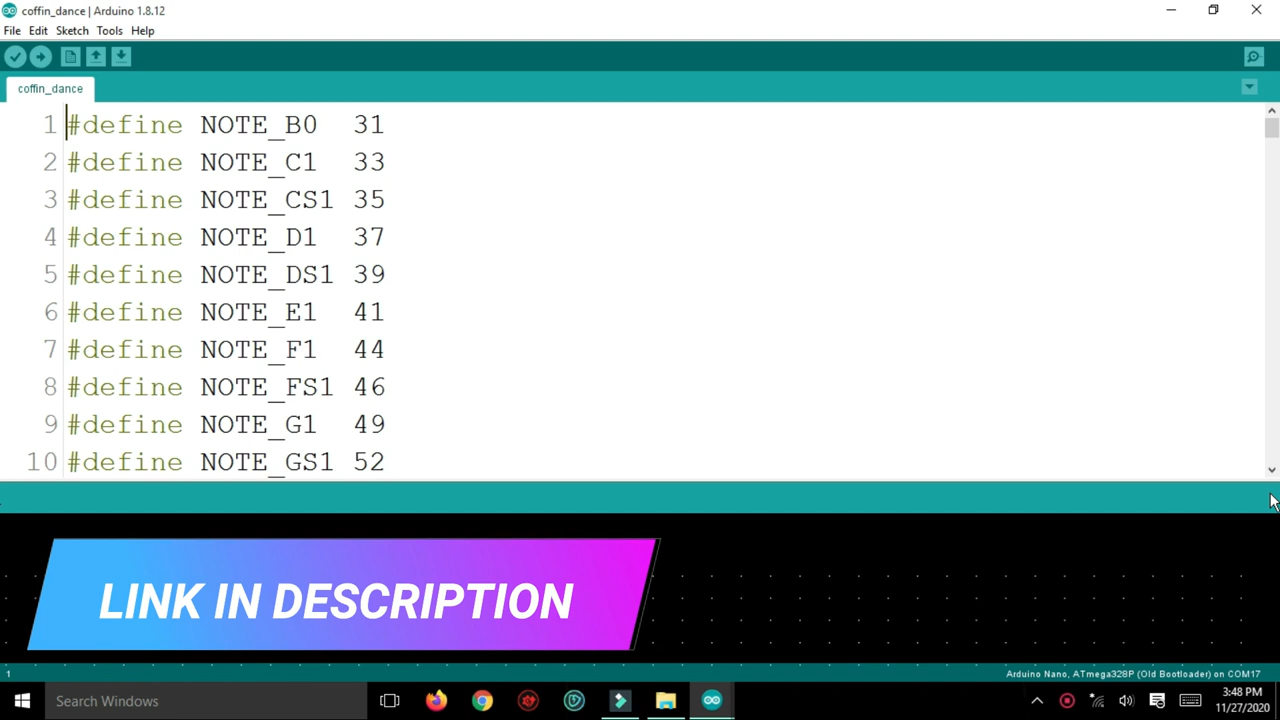 coffin_dance | Arduino 1.8.12
File Edit Sketch Tools Help
coffin_dance
1 #define NOTE_B0 31
2 #define NOTE_C1 33
3 #define NOTE_CS1 35
4 #define NOTE_D1 37
5 #define NOTE_DS1 39
6 #define NOTE_E1 41
7 #define NOTE_F1 44
8 #define NOTE_FS1 46
9 #define NOTE_G1 49
10 #define NOTE_GS1 52
LINK IN DESCRIPTION
1 Arduino Nano, ATmega328P (Old Bootloader) on COM17
Search Windows
3:48 PM
11/27/2020